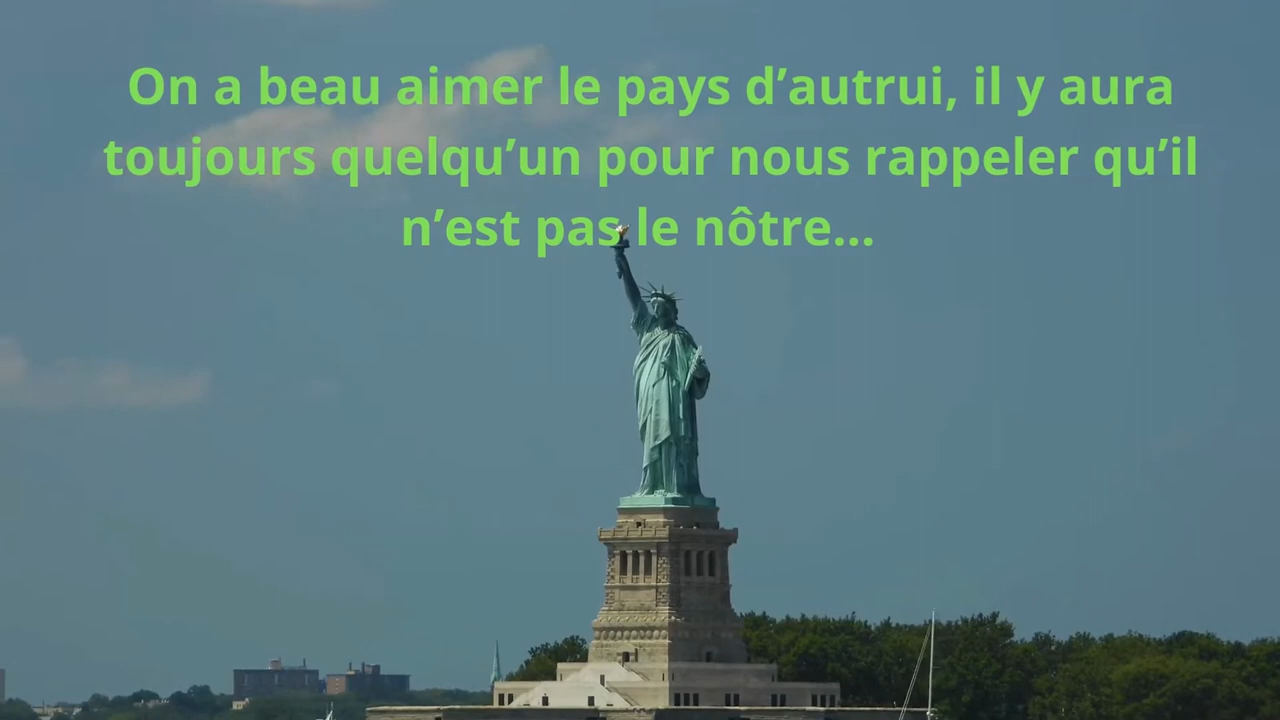 On a beau aimer le pays d’autrui, il y aura
toujours quelqu’un pour nous rappeler qu’il
n’est pas le nôtre...